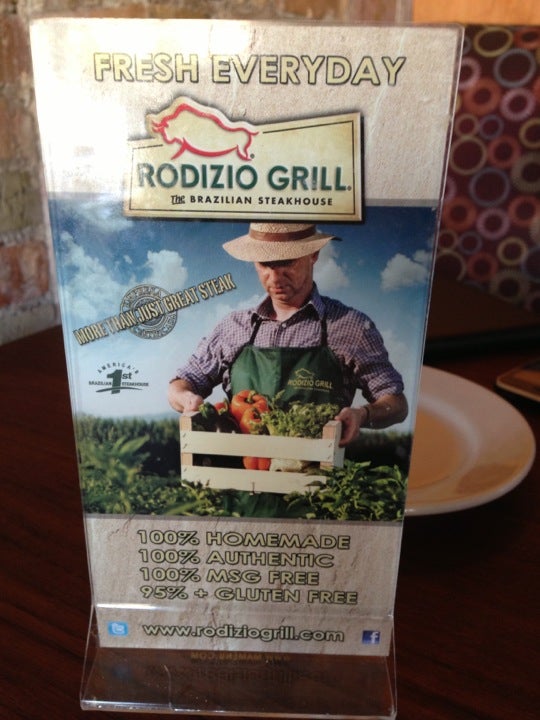 FRESH EVERYDAY
RODIZIO GRILL®
THE BRAZILIAN STEAKHOUSE
MORE THAN JUST GREAT STEAK
AMERICA'S
1st
BRAZILIAN STEAKHOUSE
RODIZIO GRILL
100% HOMEMADE
100% AUTHENTIC
100% MSG FREE
95% + GLUTEN FREE
www.rodiziogrill.com
f